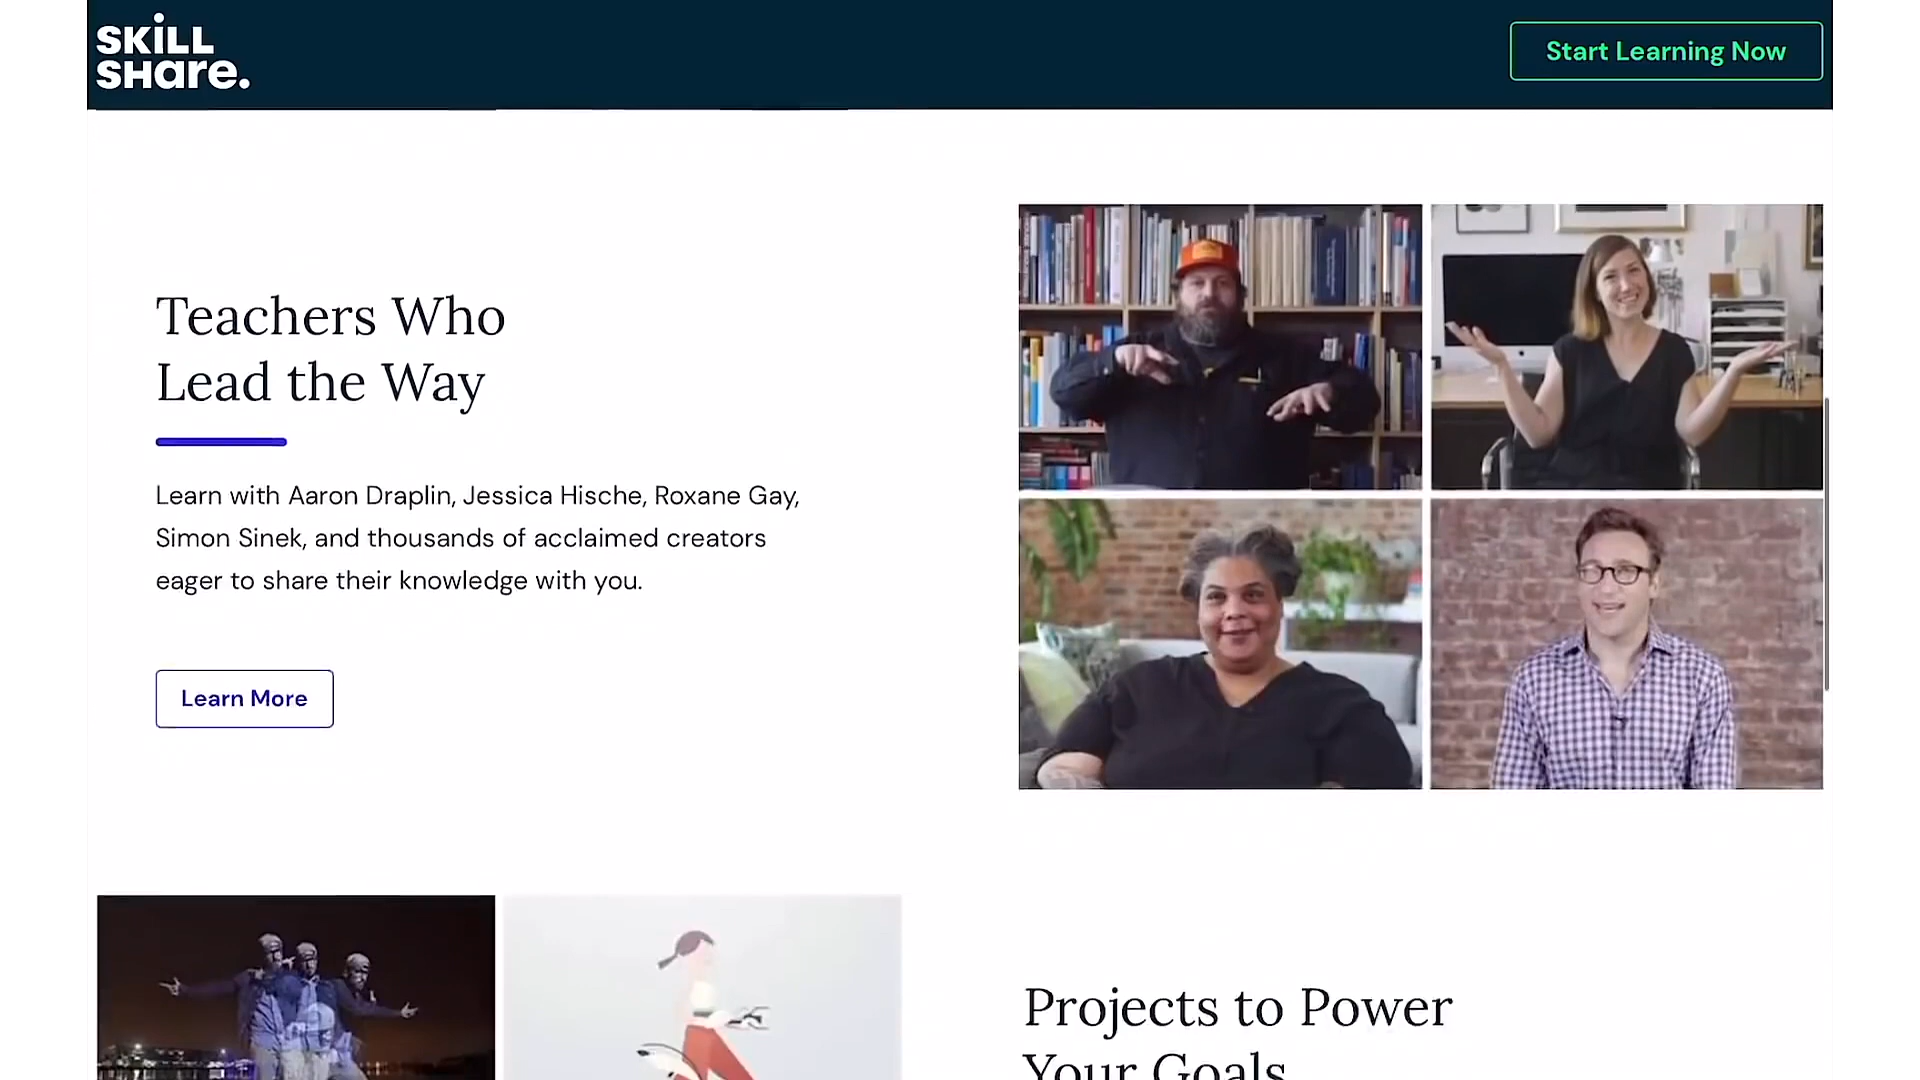 SKILL
SHare.
Start Learning Now
Teachers Who
Lead the Way
Learn with Aaron Draplin, Jessica Hische, Roxane Gay,
Simon Sinek, and thousands of acclaimed creators
eager to share their knowledge with you.
Learn More
Projects to Power
Your Goals